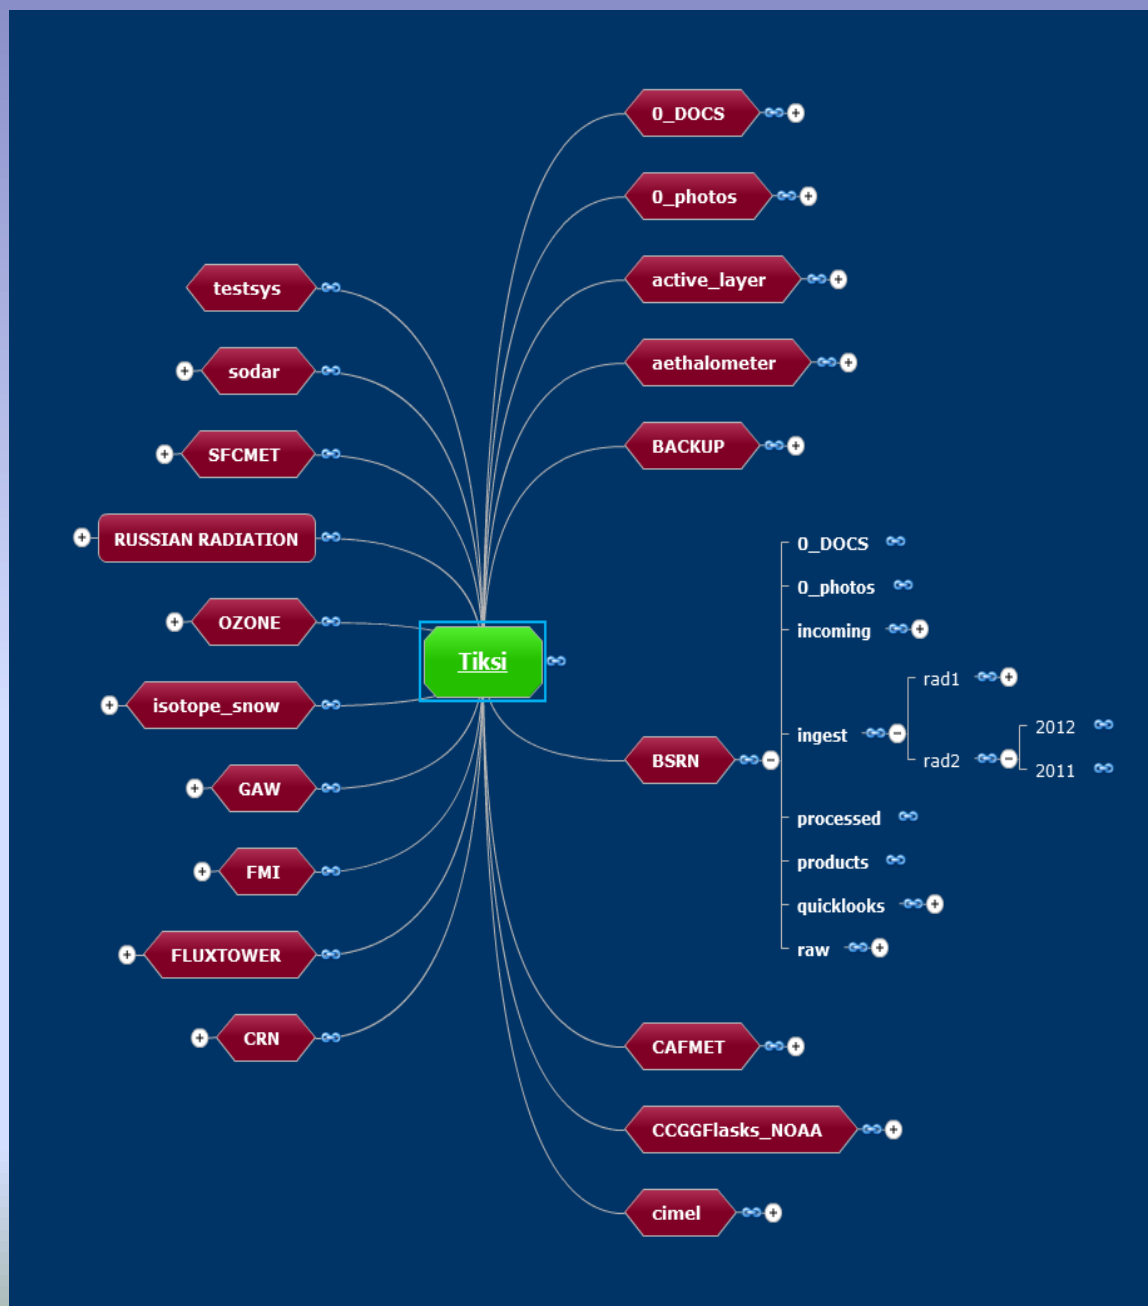 0_DOCS
0_photos
active_layer
aethalometer
BACKUP
testsys
sodar
SFCMET
RUSSIAN RADIATION
OZONE
isotope_snow
GAW
FMI
FLUXTOWER
CRN
Tiksi
BSRN
0_DOCS
0_photos
incoming
ingest
rad1
rad2
2012
2011
processed
products
quicklooks
raw
CAFMET
CCGGFlasks_NOAA
cimel